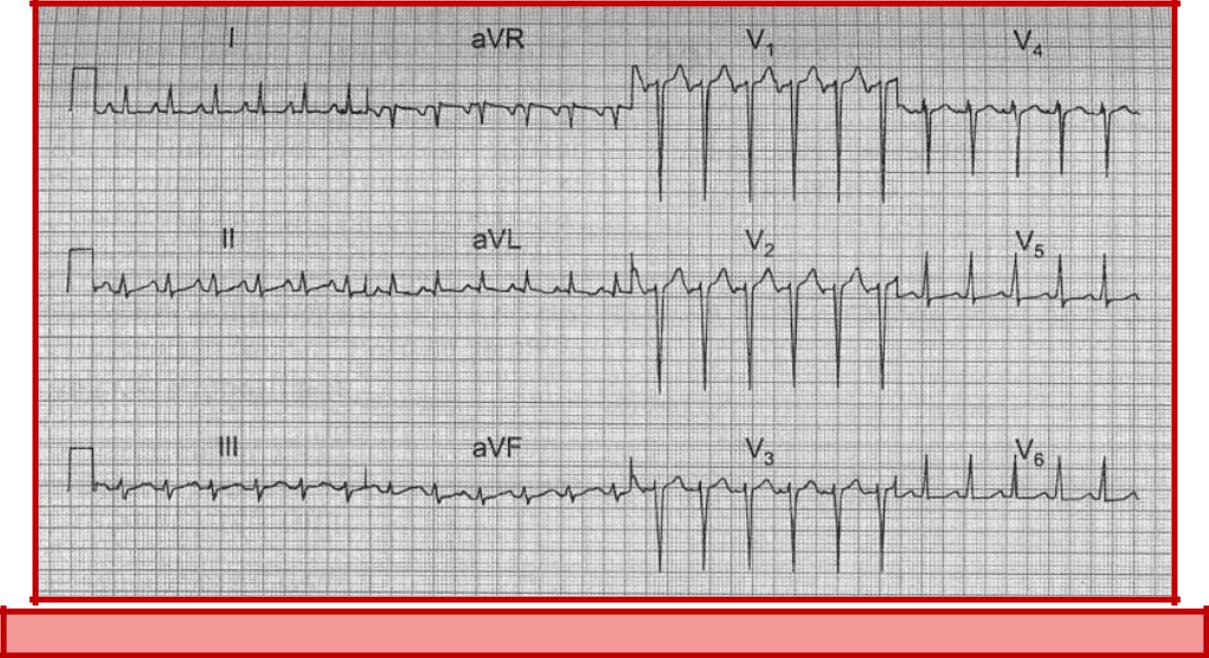 I aVR V₁ V₄
II aVL V₂ V₅
III aVF V₃ V₆